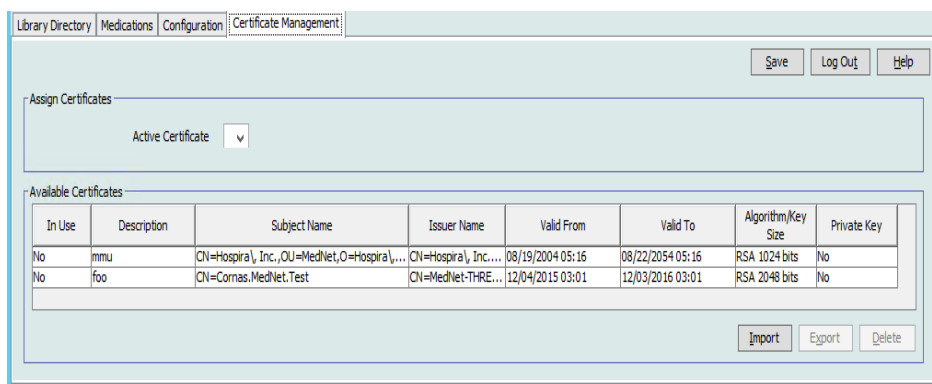 Library Directory Medications Configuration Certificate Management
Save Log Out Help
Assign Certificates
Active Certificate
Available Certificates
In Use Description Subject Name Issuer Name Valid From Valid To Algorithm/Key Size Private Key
No mmu CN=Hospira\, Inc.,OU=MedNet,O=Hospira\,... CN=Hospira\, Inc.... 08/19/2004 05:16 08/22/2054 05:16 RSA 1024 bits No
No foo CN=Cornas.MedNet.Test CN=MedNet-THRE... 12/04/2015 03:01 12/03/2016 03:01 RSA 2048 bits No
Import Export Delete